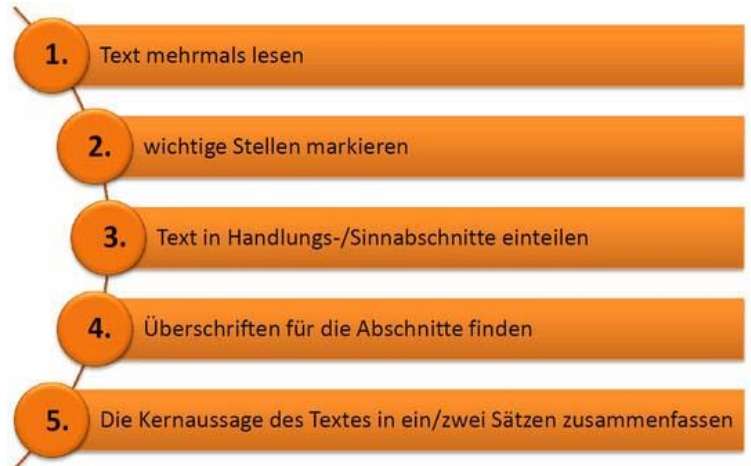 1. Text mehrmals lesen
2. wichtige Stellen markieren
3. Text in Handlungs-/Sinnabschnitte einteilen
4. Überschriften für die Abschnitte finden
5. Die Kernaussage des Textes in ein/zwei Sätzen zusammenfassen